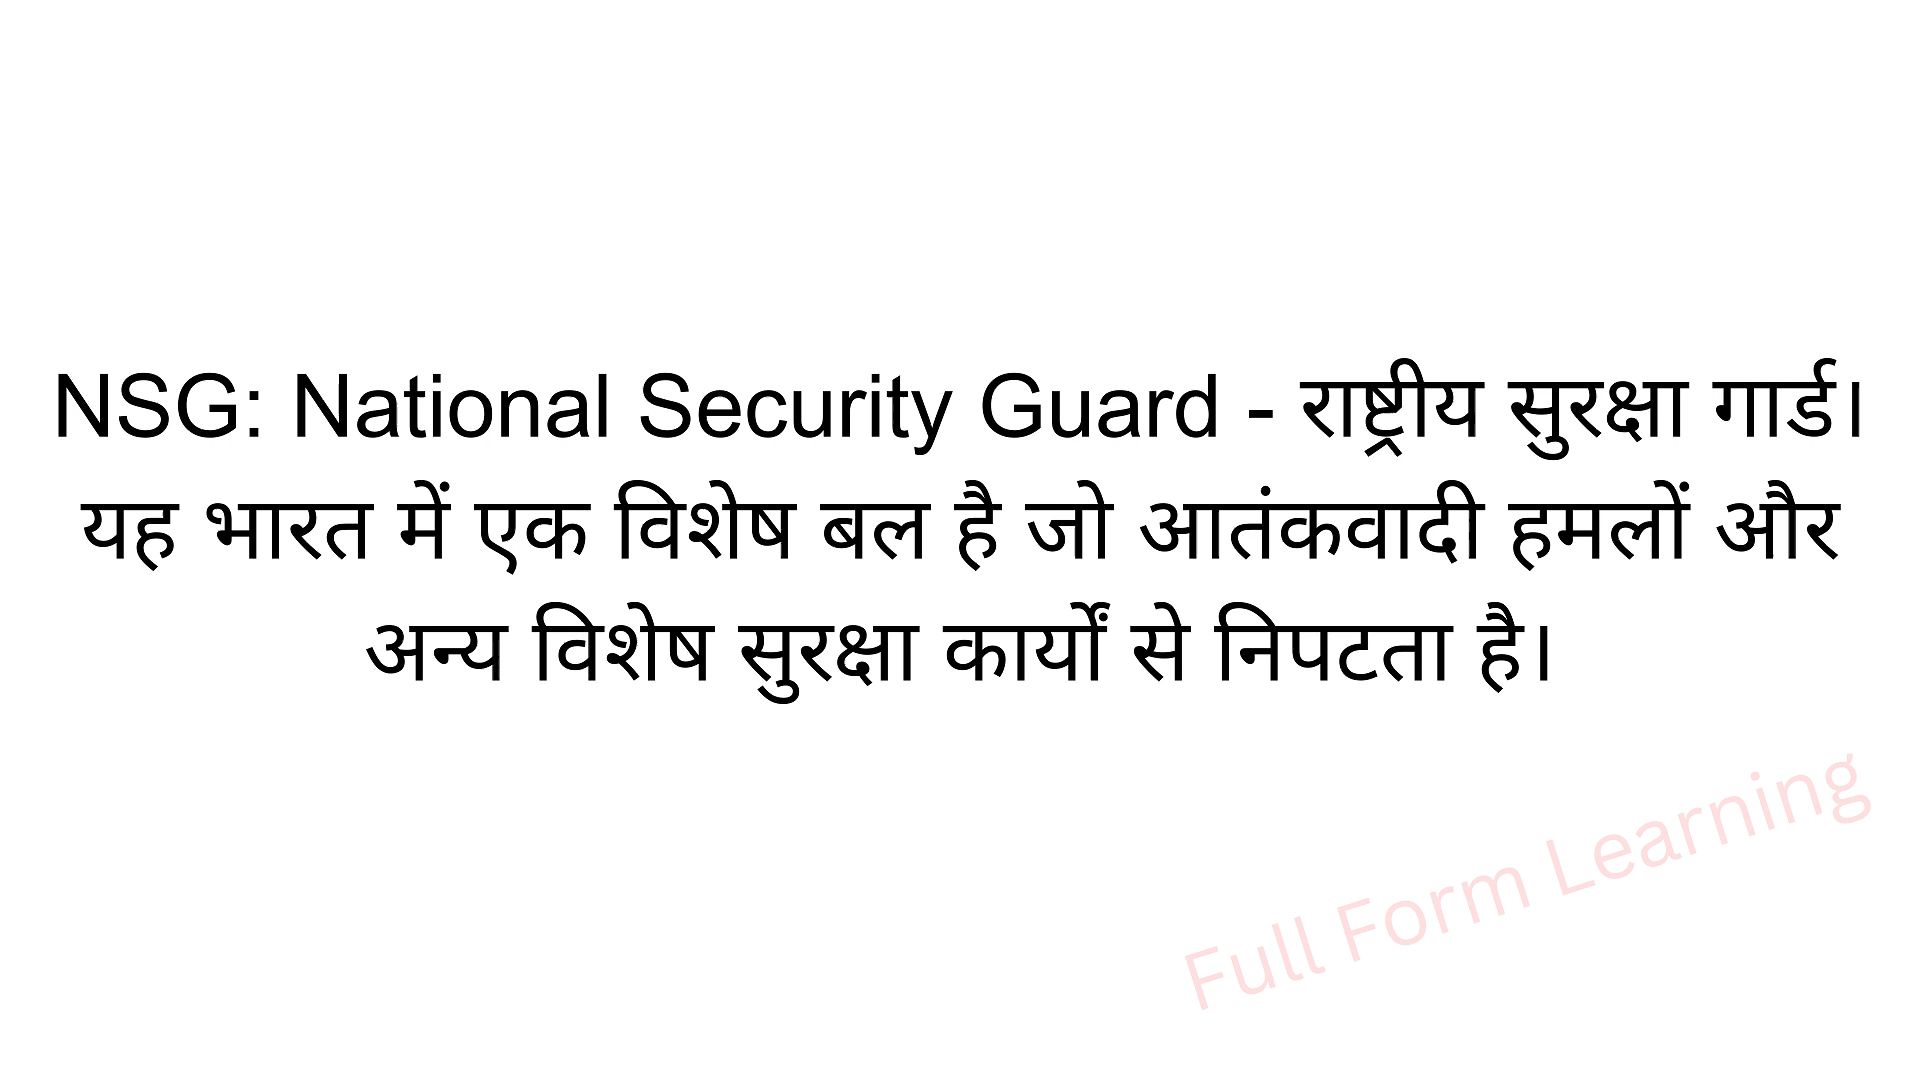 NSG: National Security Guard - राष्ट्रीय सुरक्षा गार्ड।
यह भारत में एक विशेष बल है जो आतंकवादी हमलों और
अन्य विशेष सुरक्षा कार्यों से निपटता है।
Full Form Learning